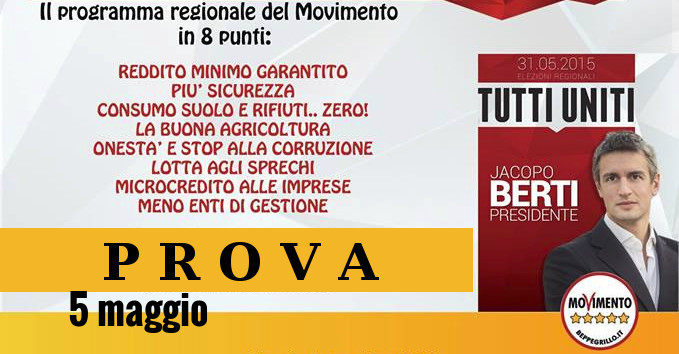 Il programma regionale del Movimento
in 8 punti:
REDDITO MINIMO GARANTITO
PIU' SICUREZZA
CONSUMO SUOLO E RIFIUTI.. ZERO!
LA BUONA AGRICOLTURA
ONESTA' E STOP ALLA CORRUZIONE
LOTTA AGLI SPRECHI
MICROCREDITO ALLE IMPRESE
MENO ENTI DI GESTIONE
31.05.2015
ELEZIONI REGIONALI
TUTTI UNITI
JACOPO
BERTI
PRESIDENTE
PROVA
5 maggio
MOVIMENTO
BEPPEGRILLO.IT